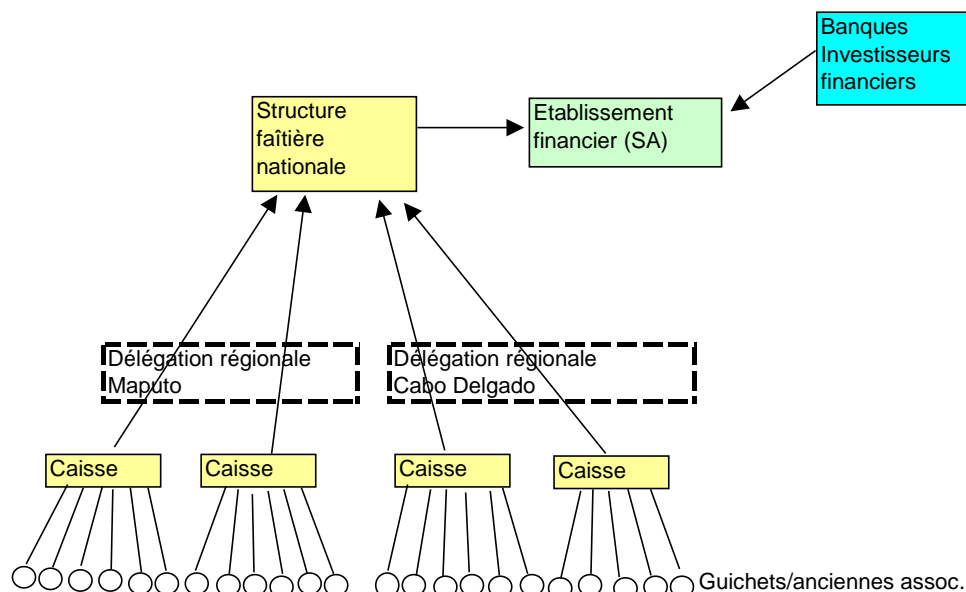 Banques
Investisseurs
financiers
Structure
faîtière
nationale
Etablissement
financier (SA)
Délégation régionale
Maputo
Délégation régionale
Cabo Delgado
Caisse
Caisse
Caisse
Caisse
Guichets/anciennes assoc.